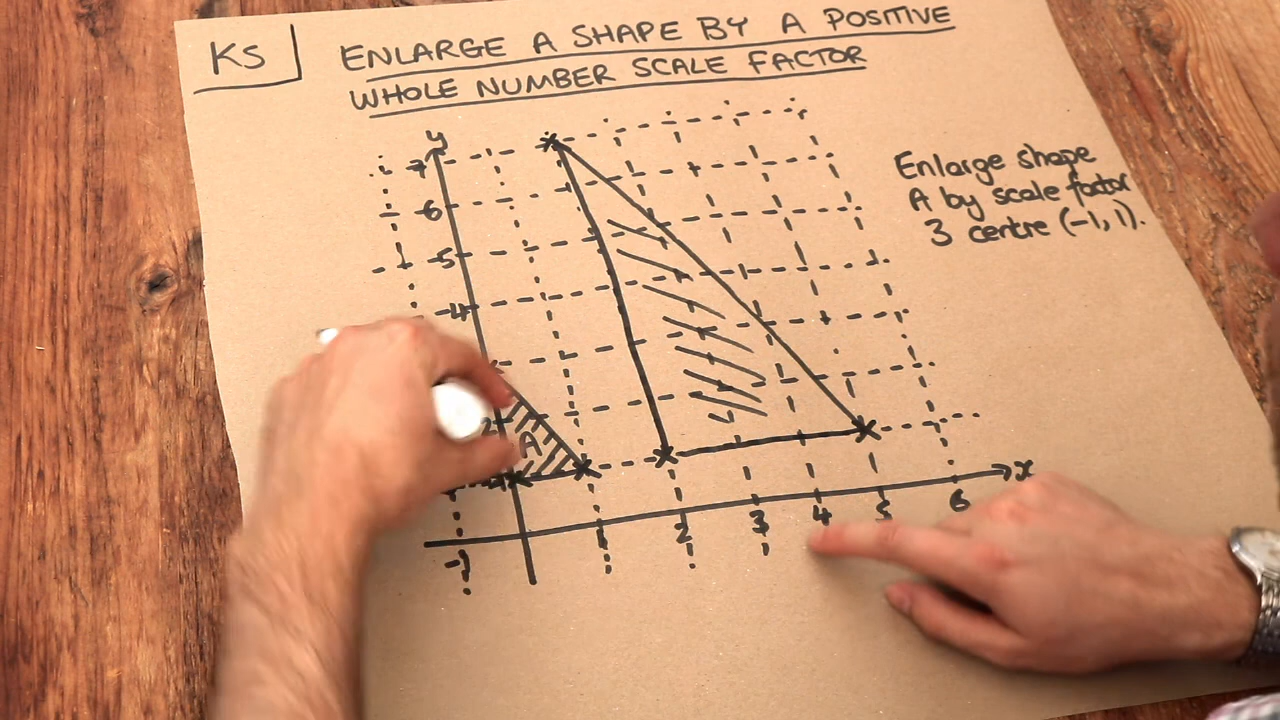 KS
ENLARGE A SHAPE BY A POSITIVE
WHOLE NUMBER SCALE FACTOR
Enlarge shape
A by scale factor
3 centre (-1, 1).
y
7
6
5
4
2
A
1
x
-1
1
2
3
4
5
6